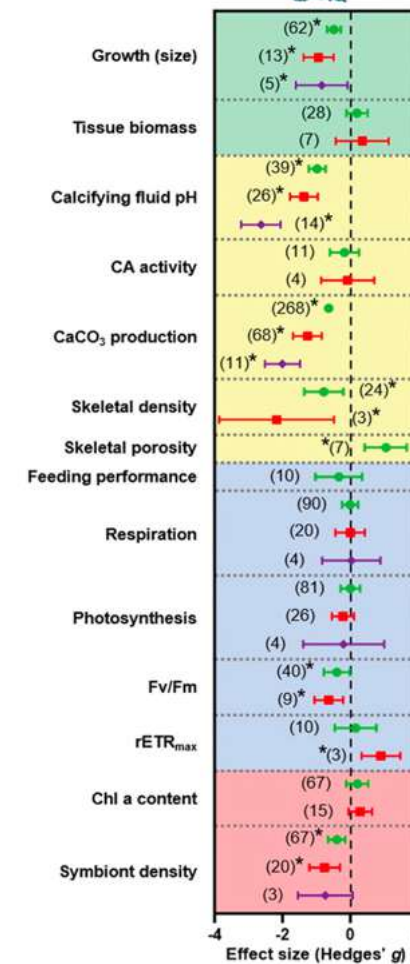 (62)*
Growth (size) (13)*
(5)*
(28)
Tissue biomass
(7)
(39)*
Calcifying fluid pH (26)*
(14)*
(11)
CA activity
(4)
(268)*
CaCO₃ production (68)*
(11)*
(24)*
Skeletal density
(3)*
Skeletal porosity *(7)
Feeding performance (10)
(90)
Respiration (20)
(4)
(81)
Photosynthesis (26)
(4)
(40)*
Fv/Fm
(9)*
(10)
rETRmax
*(3)
(67)
Chl a content
(15)
(67)*
Symbiont density (20)*
(3)
-4 -2 0
Effect size (Hedges' g)